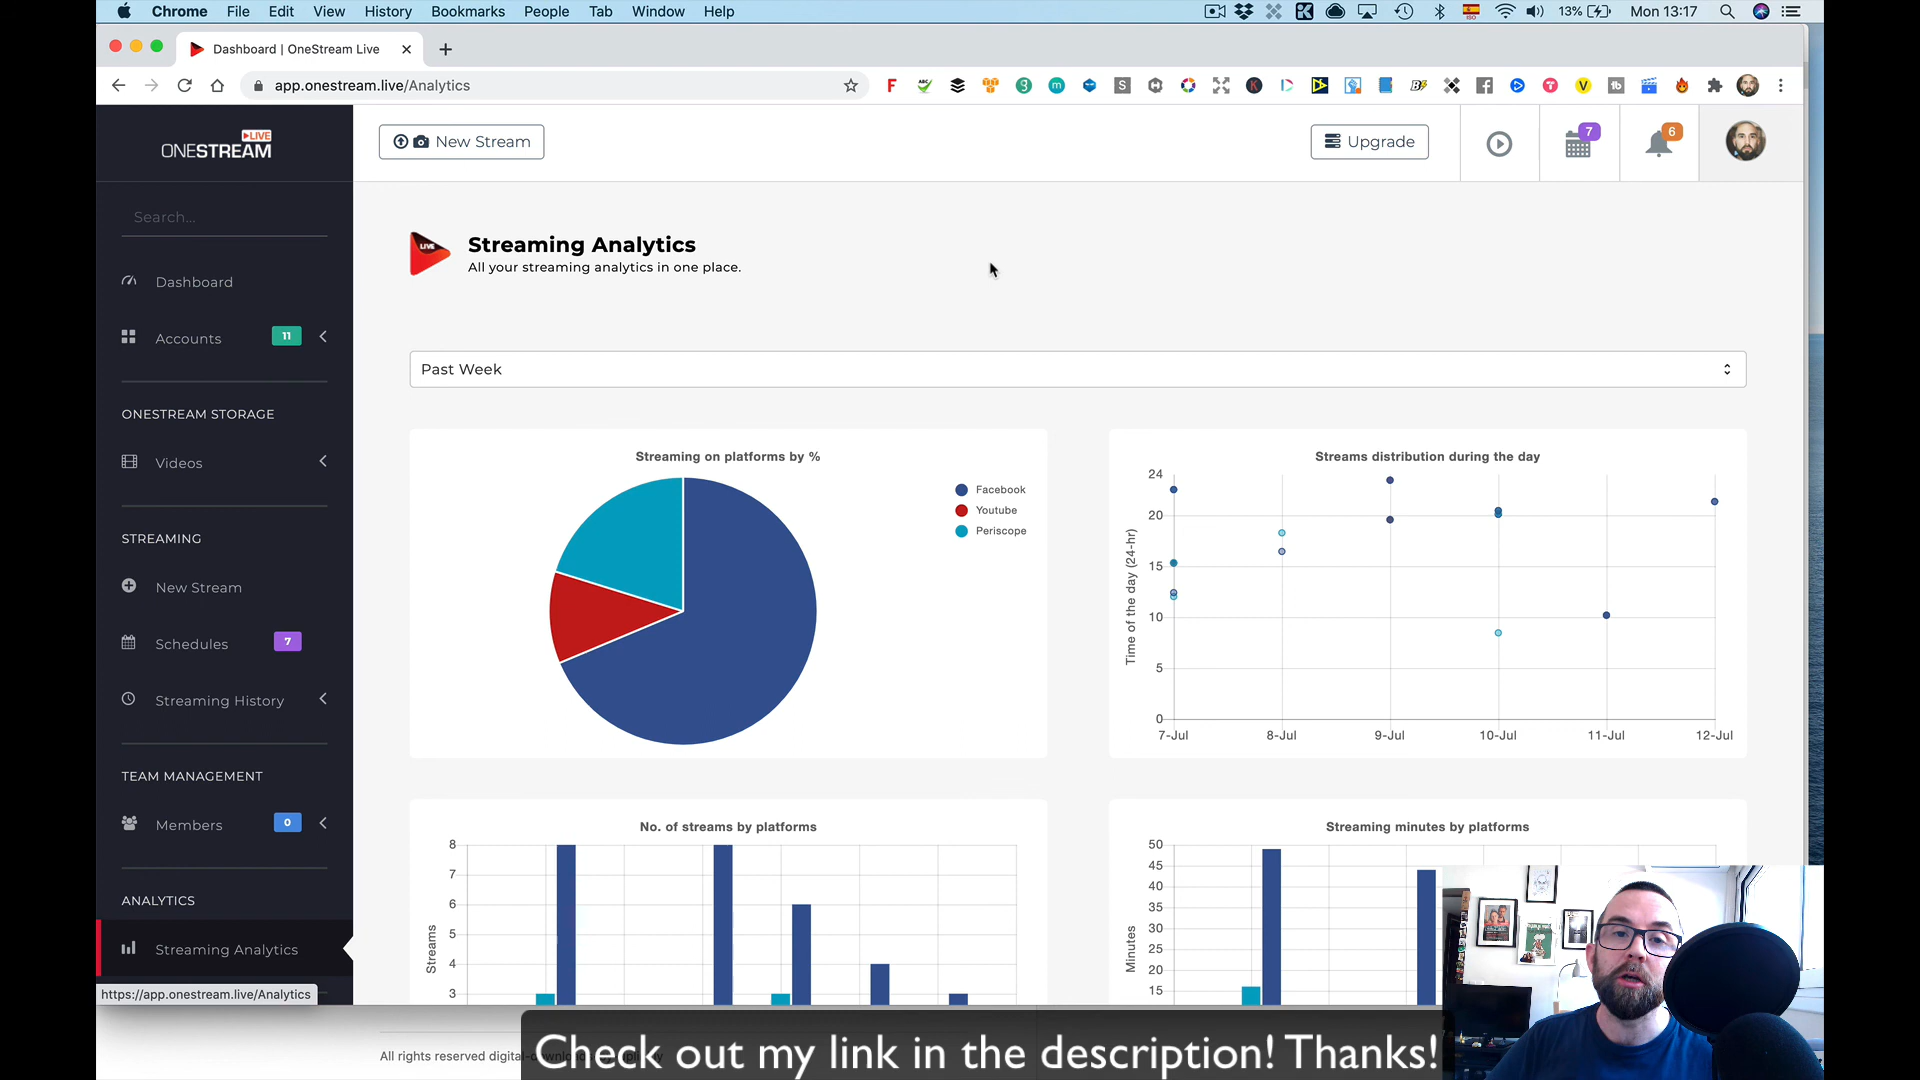 Chrome File Edit View History Bookmarks People Tab Window Help
13% Mon 13:17
Dashboard | OneStream Live
app.onestream.live/Analytics
LIVE
ONESTREAM
New Stream
Upgrade
7
6
Search...
Dashboard
Accounts 11
ONESTREAM STORAGE
Videos
STREAMING
New Stream
Schedules 7
Streaming History
TEAM MANAGEMENT
Members 0
ANALYTICS
Streaming Analytics
https://app.onestream.live/Analytics
LIVE
Streaming Analytics
All your streaming analytics in one place.
Past Week
Streaming on platforms by %
Facebook
Youtube
Periscope
Streams distribution during the day
Time of the day (24-hr)
24
20
15
10
5
0
7-Jul 8-Jul 9-Jul 10-Jul 11-Jul 12-Jul
No. of streams by platforms
Streams
8
7
6
5
4
3
Streaming minutes by platforms
Minutes
50
45
40
35
30
25
20
15
All rights reserved
Check out my link in the description! Thanks!